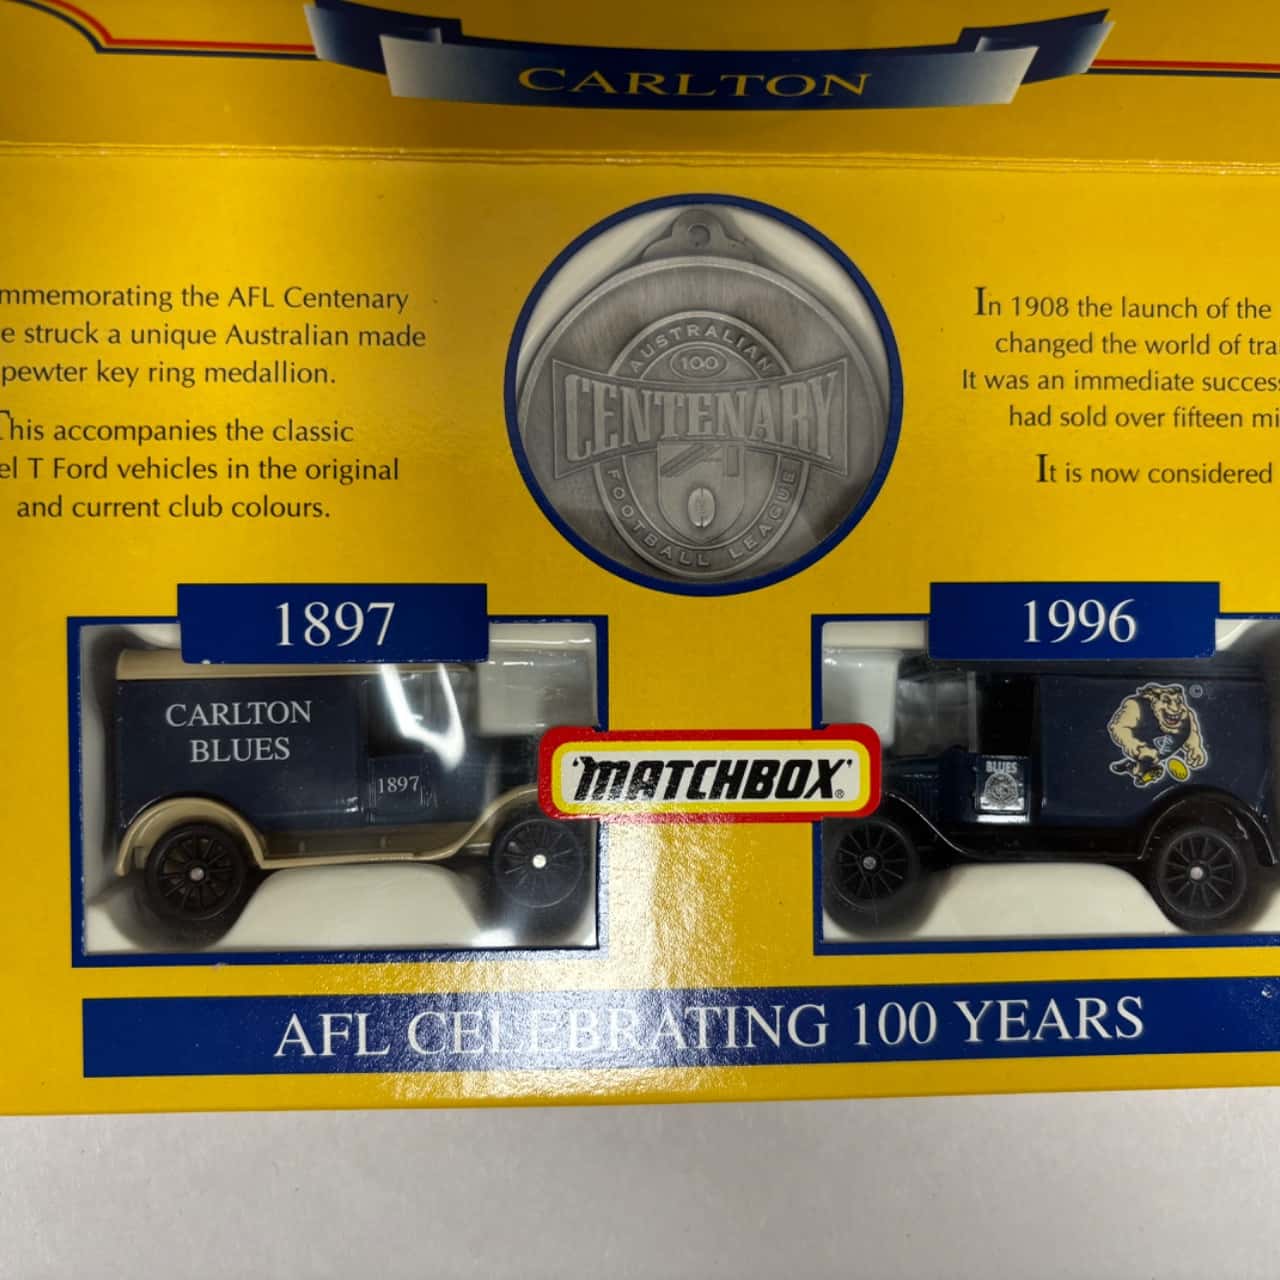 CARLTON
mmemorating the AFL Centenary
e struck a unique Australian made
pewter key ring medallion.
This accompanies the classic
el T Ford vehicles in the original
and current club colours.
In 1908 the launch of the
changed the world of tra
It was an immediate success
had sold over fifteen mi
It is now considered
AUSTRALIAN
100
CENTENARY
FOOTBALL LEAGUE
1897
1996
CARLTON
BLUES
1897
BLUES
©
'MATCHBOX'®
AFL CELEBRATING 100 YEARS